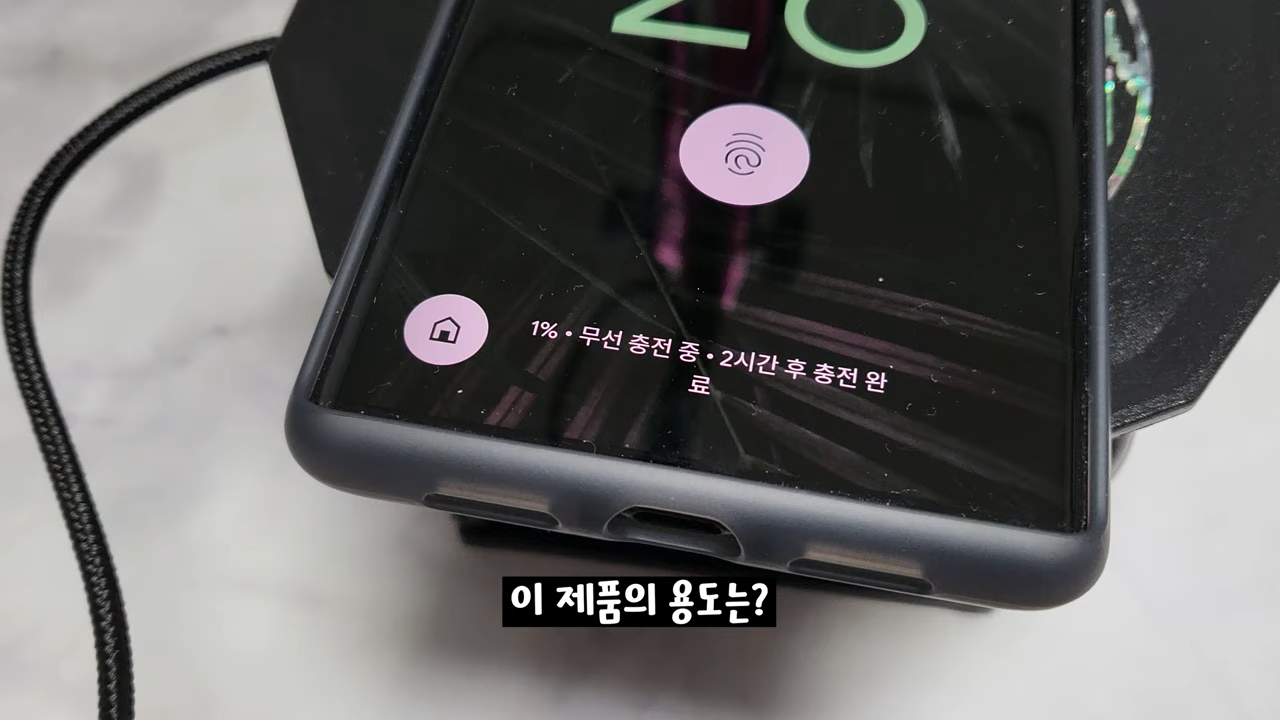 20
1% • 무선 충전 중 • 2시간 후 충전 완
료
이 제품의 용도는?